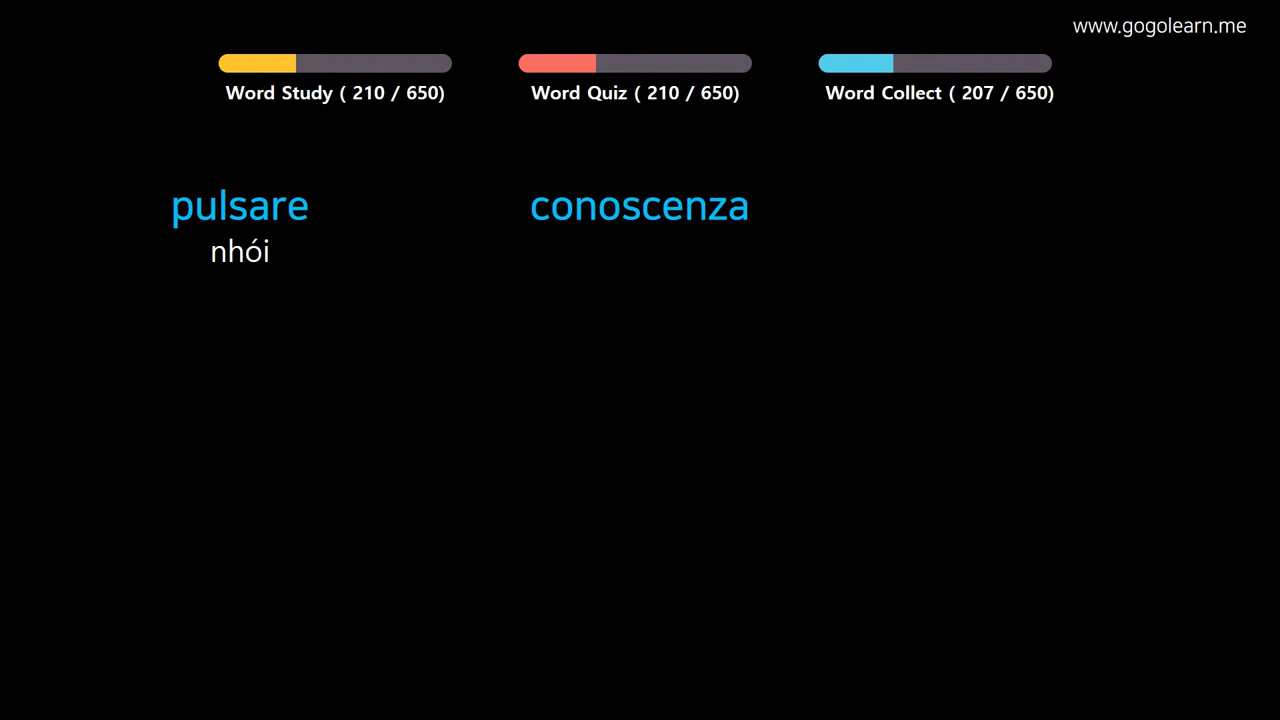 www.gogolearn.me
Word Study ( 210 / 650)
Word Quiz ( 210 / 650)
Word Collect ( 207 / 650)
pulsare
conoscenza
nhói